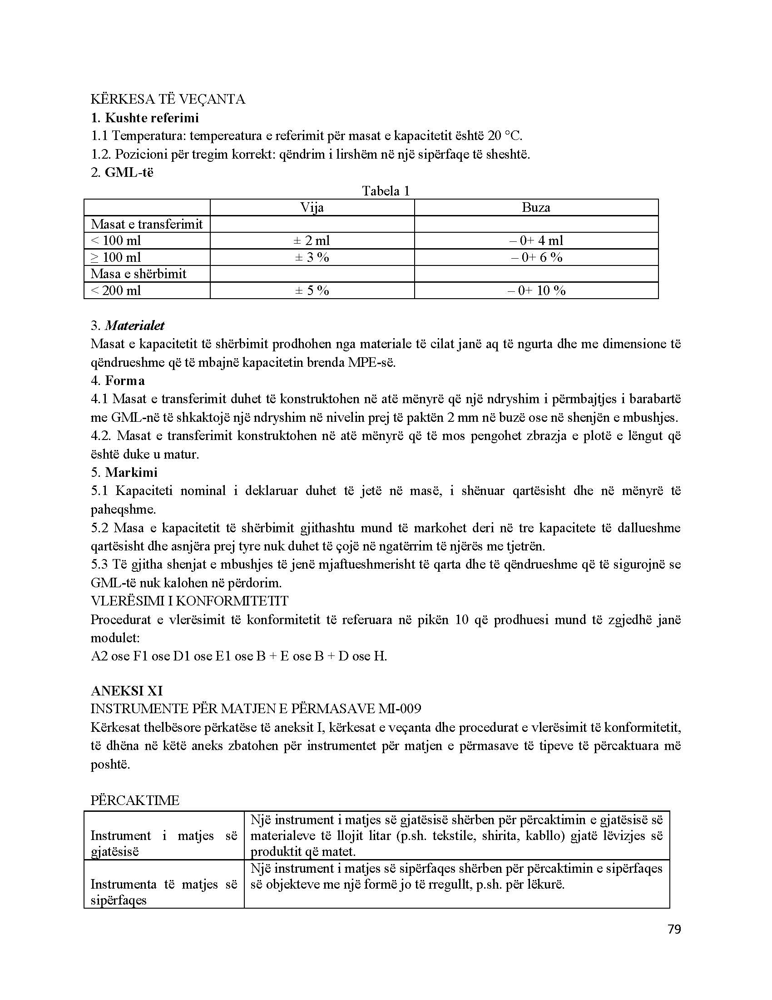 KËRKESA TË VEÇANTA
1. Kushte referimi
1.1 Temperatura: tempereatura e referimit për masat e kapacitetit është 20 °C.
1.2. Pozicioni për tregim korrekt: qëndrim i lirshëm në një sipërfaqe të sheshtë.
2. GML-të
Tabela 1
Vija Buza
Masat e transferimit
< 100 ml ± 2 ml – 0+ 4 ml
≥ 100 ml ± 3 % – 0+ 6 %
Masa e shërbimit
< 200 ml ± 5 % – 0+ 10 %
3. Materialet
Masat e kapacitetit të shërbimit prodhohen nga materiale të cilat janë aq të ngurta dhe me dimensione të
qëndrueshme që të mbajnë kapacitetin brenda MPE-së.
4. Forma
4.1 Masat e transferimit duhet të konstruktohen në atë mënyrë që një ndryshim i përmbajtjes i barabartë
me GML-në të shkaktojë një ndryshim në nivelin prej të paktën 2 mm në buzë ose në shenjën e mbushjes.
4.2. Masat e transferimit konstruktohen në atë mënyrë që të mos pengohet zbrazja e plotë e lëngut që
është duke u matur.
5. Markimi
5.1 Kapaciteti nominal i deklaruar duhet të jetë në masë, i shënuar qartësisht dhe në mënyrë të
paheqshme.
5.2 Masa e kapacitetit të shërbimit gjithashtu mund të markohet deri në tre kapacitete të dallueshme
qartësisht dhe asnjëra prej tyre nuk duhet të çojë në ngatërrim të njërës me tjetrën.
5.3 Të gjitha shenjat e mbushjes të jenë mjaftueshmerisht të qarta dhe të qëndrueshme që të sigurojnë se
GML-të nuk kalohen në përdorim.
VLERËSIMI I KONFORMITETIT
Procedurat e vlerësimit të konformitetit të referuara në pikën 10 që prodhuesi mund të zgjedhë janë
modulet:
A2 ose F1 ose D1 ose E1 ose B + E ose B + D ose H.
ANEKSI XI
INSTRUMENTE PËR MATJEN E PËRMASAVE MI-009
Kërkesat thelbësore përkatëse të aneksit I, kërkesat e veçanta dhe procedurat e vlerësimit të konformitetit,
të dhëna në këtë aneks zbatohen për instrumentet për matjen e përmasave të tipeve të përcaktuara më
poshtë.
PËRCAKTIME
Instrument i matjes së
gjatësisë
Një instrument i matjes së gjatësisë shërben për përcaktimin e gjatësisë së
materialeve të llojit litar (p.sh. tekstile, shirita, kabllo) gjatë lëvizjes së
produktit që matet.
Instrumenta të matjes së
sipërfaqes
Një instrument i matjes së sipërfaqes shërben për përcaktimin e sipërfaqes
së objekteve me një formë jo të rregullt, p.sh. për lëkurë.
79